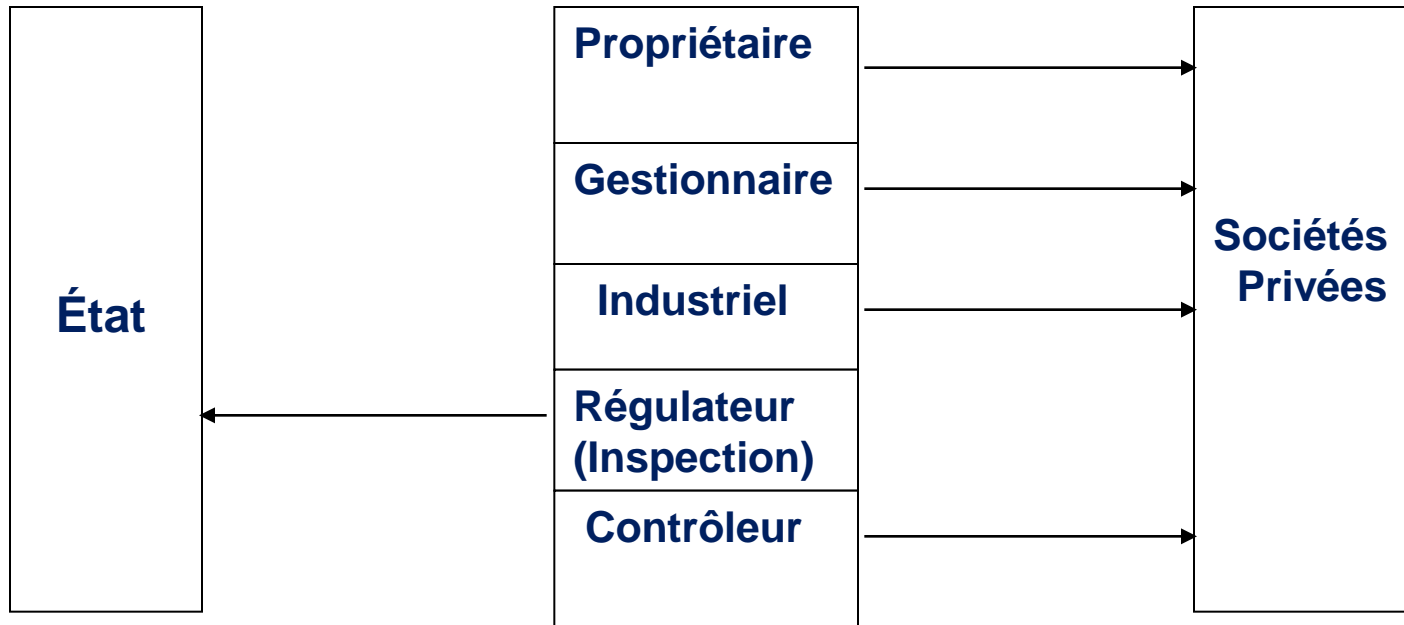 État
Propriétaire
Gestionnaire
Industriel
Régulateur
(Inspection)
Contrôleur
Sociétés
Privées